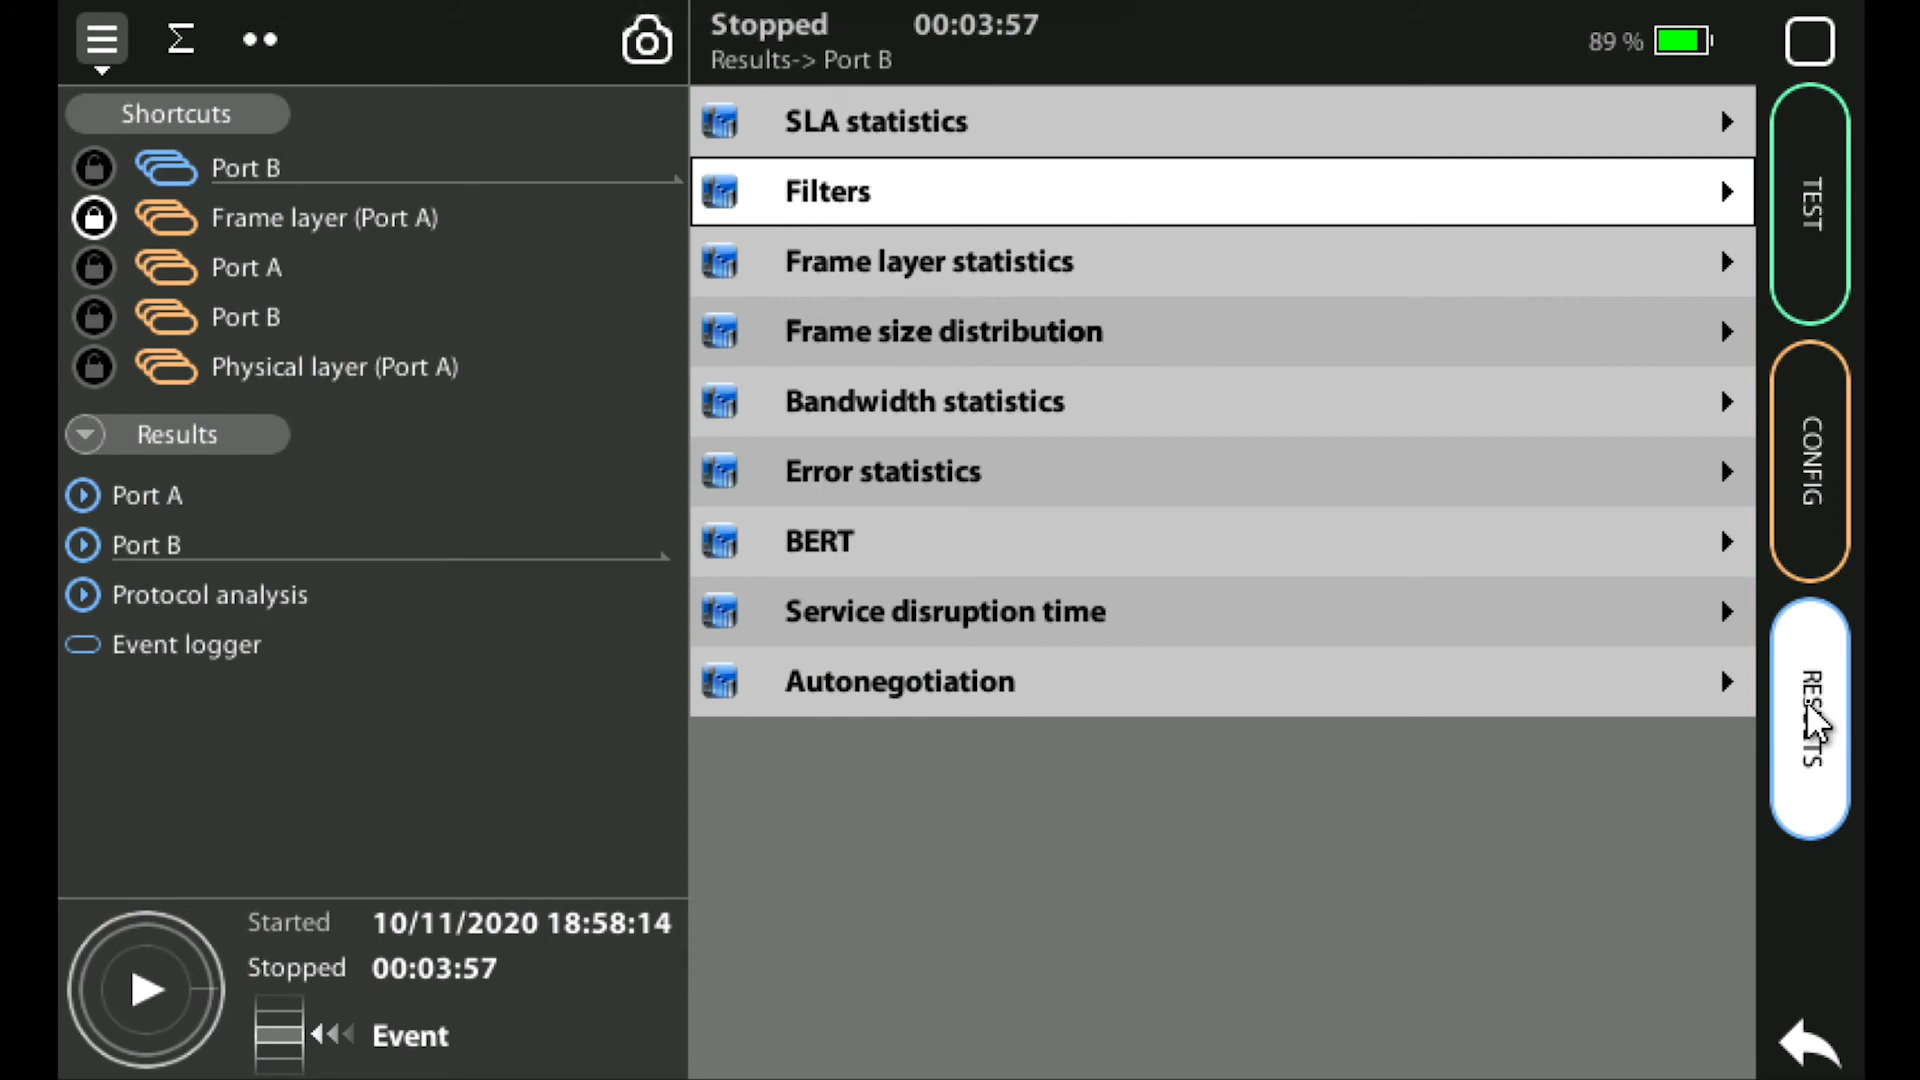 Σ
Stopped 00:03:57
Results-> Port B
89 %
Shortcuts
Port B
Frame layer (Port A)
Port A
Port B
Physical layer (Port A)
Results
Port A
Port B
Protocol analysis
Event logger
Started 10/11/2020 18:58:14
Stopped 00:03:57
Event
SLA statistics
Filters
Frame layer statistics
Frame size distribution
Bandwidth statistics
Error statistics
BERT
Service disruption time
Autonegotiation
TEST
CONFIG
RESULTS